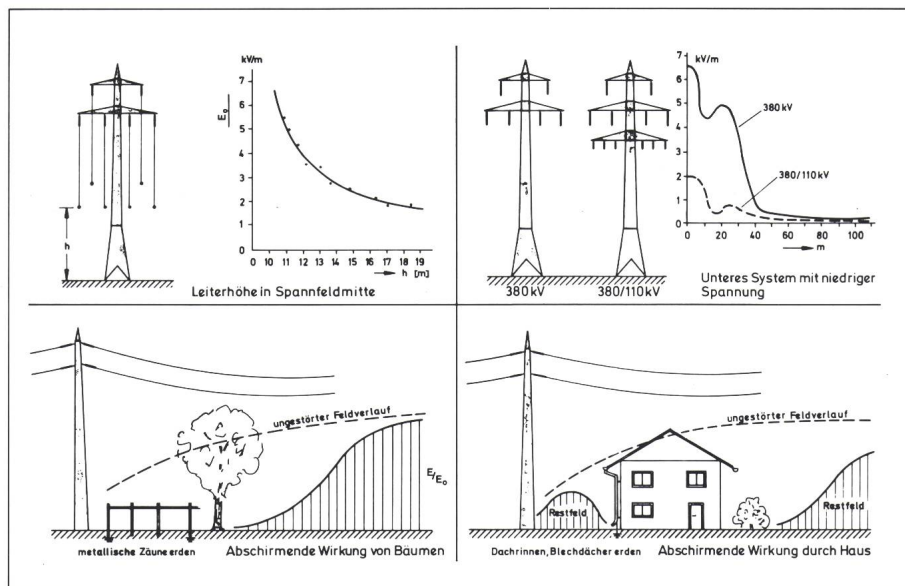 kV/m
E₀
7
6
5
4
3
2
1
0
10 11 12 13 14 15 16 17 18 19
h [m]
h
Leiterhöhe in Spannfeldmitte
kV/m
7
6
5
4
3
2
1
0
380 kV
380/110 kV
0 20 40 60 80 100
m
380 kV 380/110 kV
Unteres System mit niedriger
Spannung
ungestörter Feldverlauf
E/E₀
metallische Zäune erden
Abschirmende Wirkung von Bäumen
ungestörter Feldverlauf
Restfeld
Restfeld
Dachrinnen, Blechdächer erden
Abschirmende Wirkung durch Haus